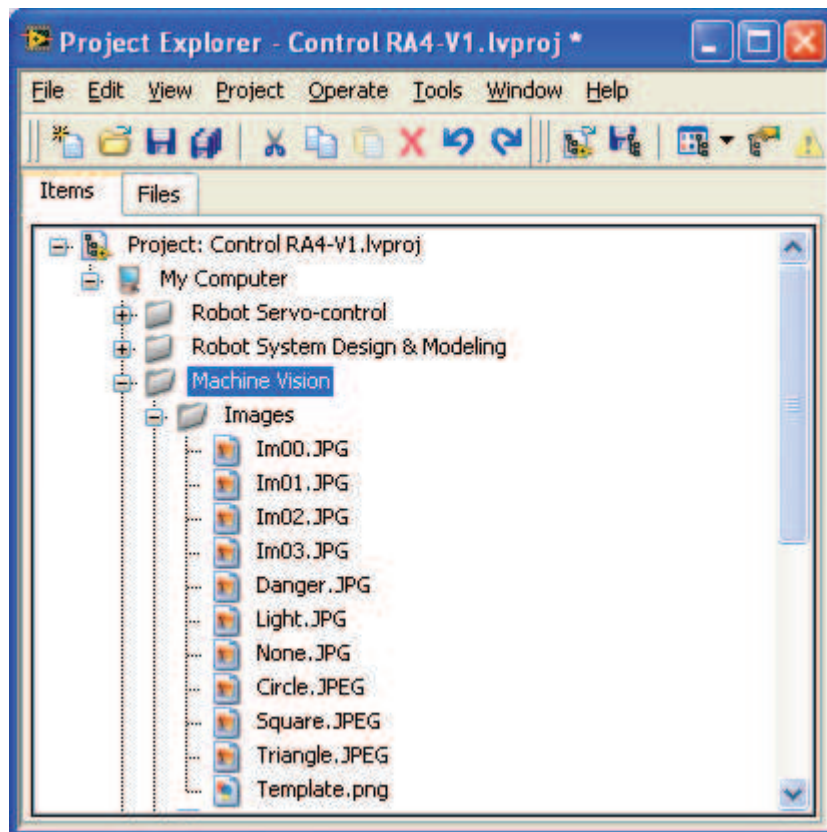 Project Explorer - Control RA4-V1.lvproj *
File Edit View Project Operate Tools Window Help
Items Files
Project: Control RA4-V1.lvproj
My Computer
Robot Servo-control
Robot System Design & Modeling
Machine Vision
Images
Im00.JPG
Im01.JPG
Im02.JPG
Im03.JPG
Danger.JPG
Light.JPG
None.JPG
Circle.JPEG
Square.JPEG
Triangle.JPEG
Template.png